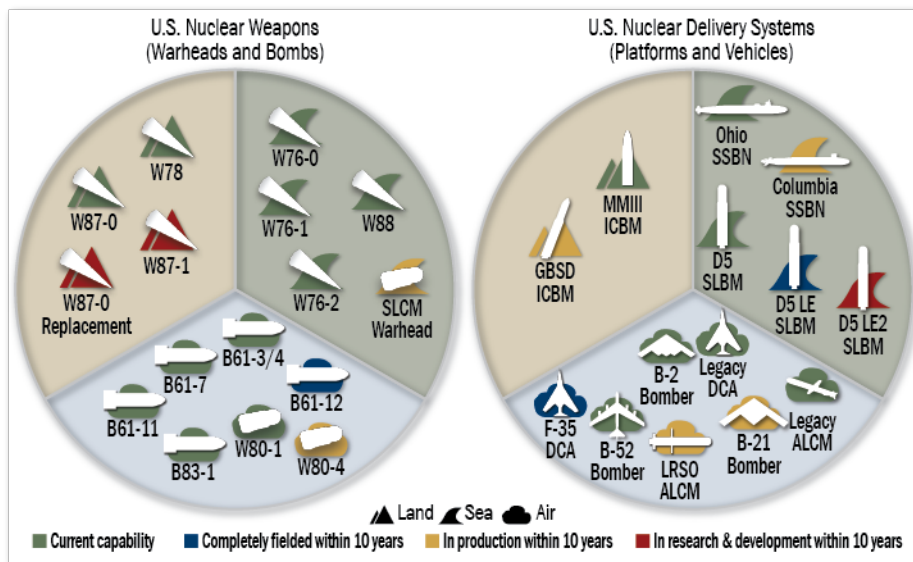 U.S. Nuclear Weapons
(Warheads and Bombs)
W78
W87-0
W87-1
W87-0
Replacement
W76-0
W76-1
W88
W76-2
SLCM
Warhead
B61-3/4
B61-7
B61-12
B61-11
W80-1
B83-1
W80-4
U.S. Nuclear Delivery Systems
(Platforms and Vehicles)
MMIII
ICBM
GBSD
ICBM
Ohio
SSBN
Columbia
SSBN
D5
SLBM
D5 LE
SLBM
D5 LE2
SLBM
Legacy
DCA
B-2
Bomber
Legacy
ALCM
F-35
DCA
B-52
Bomber
LRSO
ALCM
B-21
Bomber
Land Sea Air
Current capability Completely fielded within 10 years In production within 10 years In research & development within 10 years